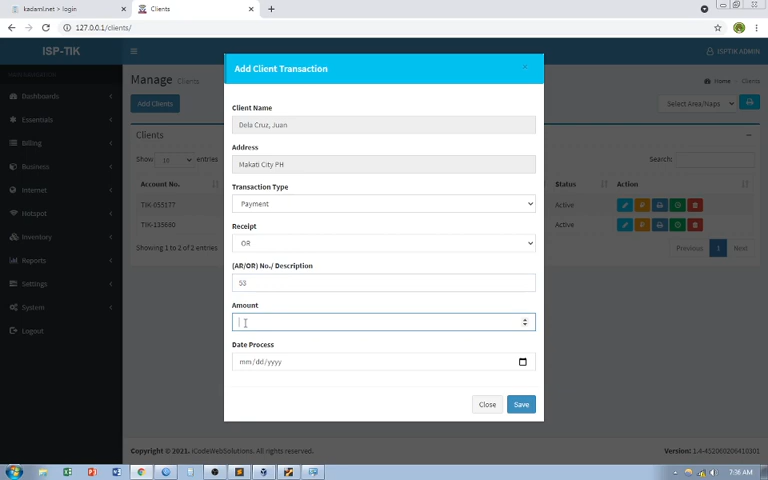 kadaml.net > login
Clients
127.0.0.1/clients/
ISP-TIK
ISPTIK ADMIN
Add Client Transaction
Manage Clients
Home
Clients
Dashboards
Add Clients
Select Area/Naps
Client Name
Dela Cruz, Juan
Essentials
Clients
Address
Billing
Show 10 entries
Search:
Makati City PH
Business
Account No.
Status
Action
Transaction Type
Internet
TIK-055177
Payment
Active
Hotspot
TIK-135660
Active
Receipt
Inventory
Showing 1 to 2 of 2 entries
OR
Previous 1 Next
Reports
(AR/OR) No./ Description
Settings
53
System
Amount
Logout
Date Process
mm/dd/yyyy
Close
Save
Copyright © 2021. iCodeWebSolutions. All rights reserved.
Version: 1.4-452060206410301
7:36 AM